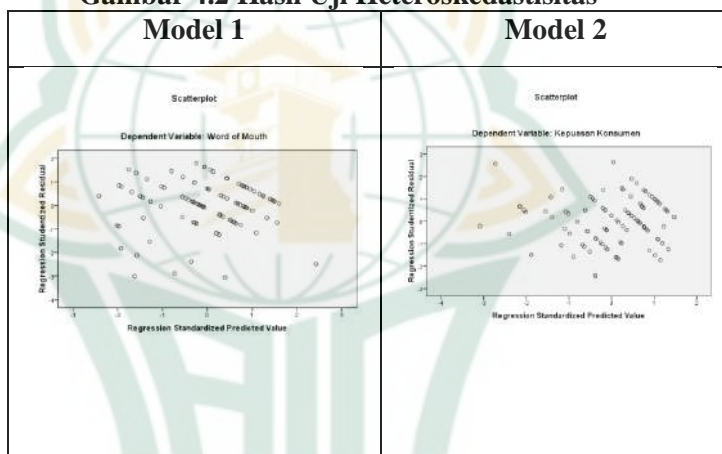 Gambar 4.2 Hasil Uji Heteroskedastisitas
Model 1
Model 2
Scatterplot
Dependent Variable: Word of Mouth
Regression Studentized Residual
Regression Standardized Predicted Value
Scatterplot
Dependent Variable: Kepuasan Konsumen
Regression Studentized Residual
Regression Standardized Predicted Value